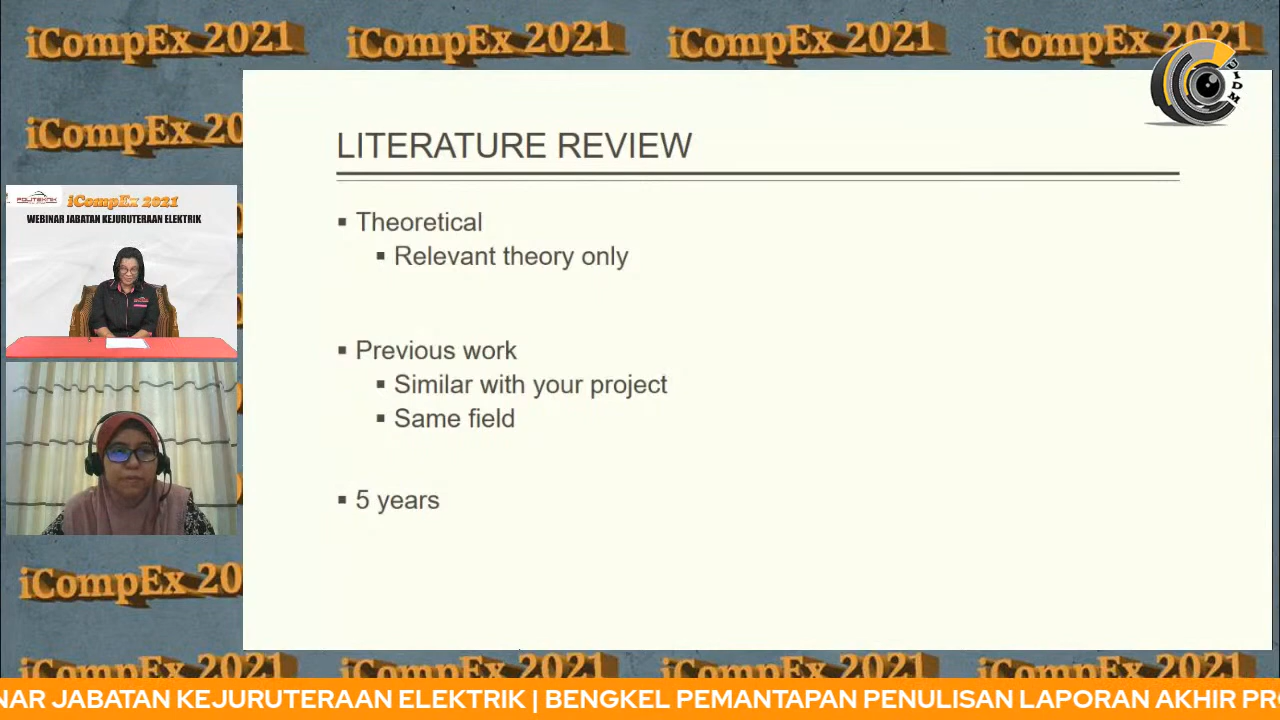 iCompEx 2021 iCompEx 2021 iCompEx 2021 iCompEx 2021
iCompEx 20
UIDM
LITERATURE REVIEW
▪ Theoretical
▪ Relevant theory only
▪ Previous work
▪ Similar with your project
▪ Same field
▪ 5 years
POLITEKNIK
iCompEx 2021
WEBINAR JABATAN KEJURUTERAAN ELEKTRIK
iCompEx 20
iCompEx 2021 iCompEx 2021 iCompEx 2021 iCompEx 2021
NAR JABATAN KEJURUTERAAN ELEKTRIK | BENGKEL PEMANTAPAN PENULISAN LAPORAN AKHIR PR